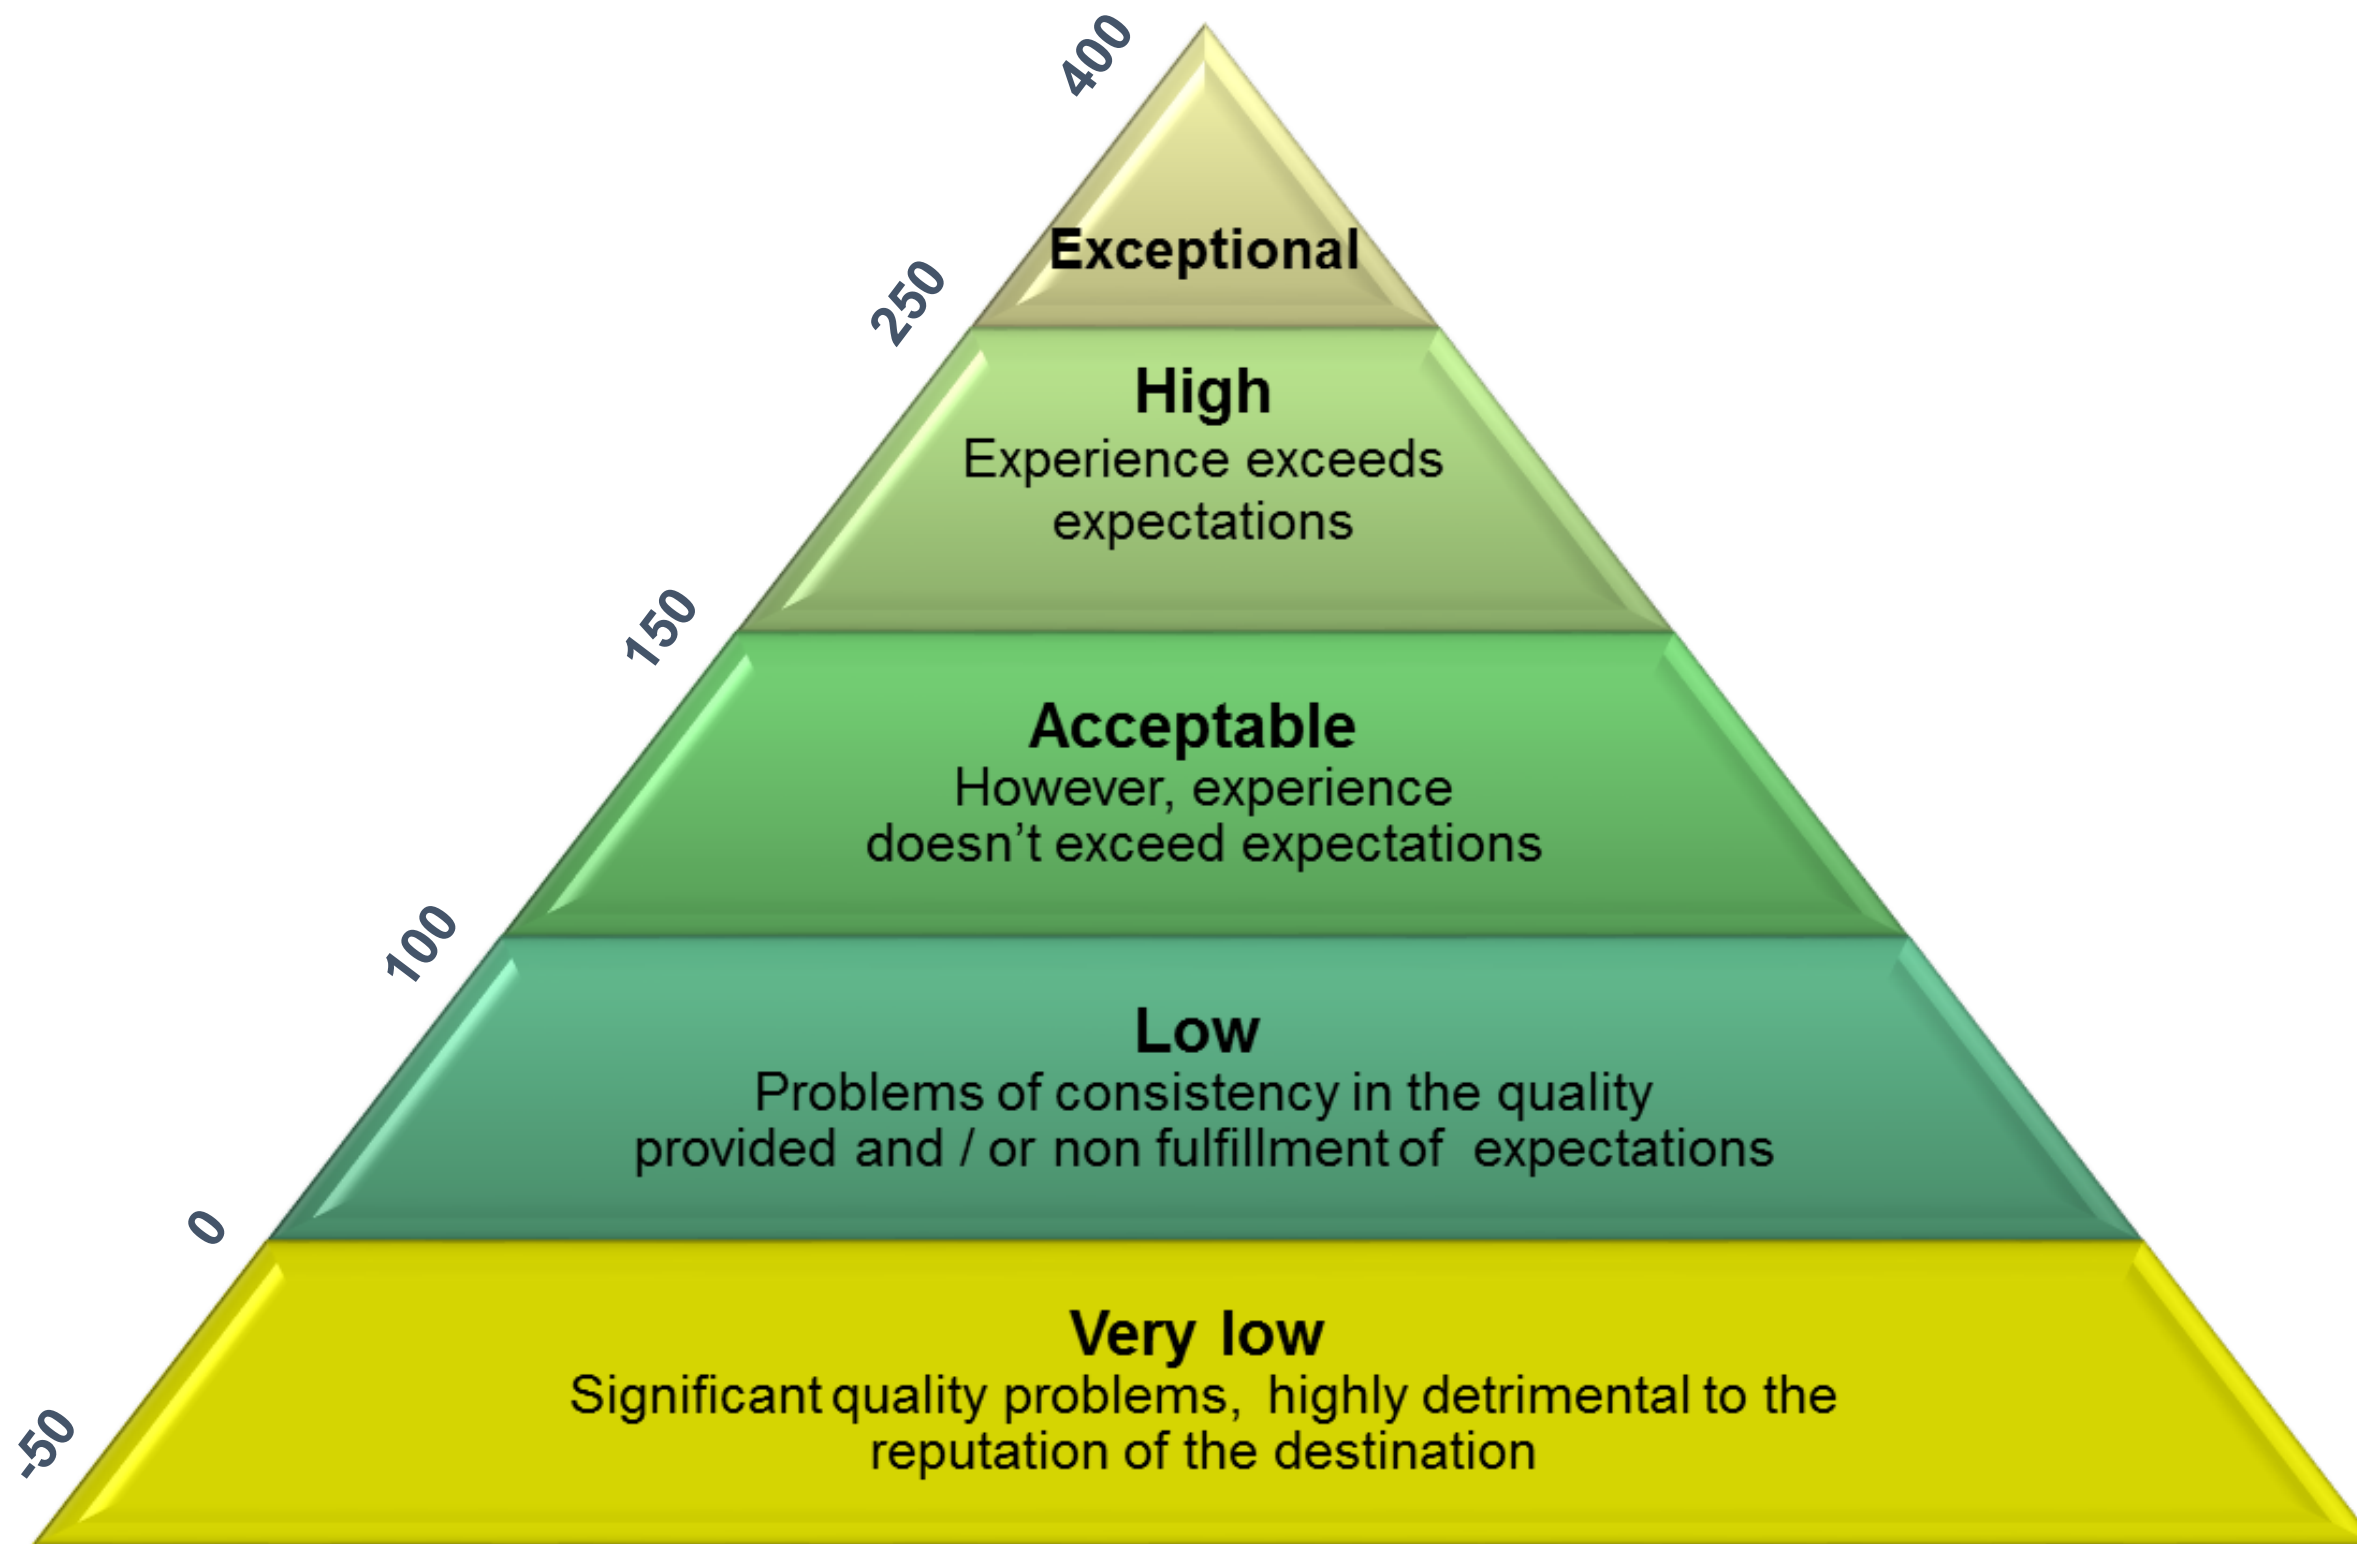 400
Exceptional
250
High
Experience exceeds
expectations
150
Acceptable
However, experience
doesn’t exceed expectations
100
Low
Problems of consistency in the quality
provided and / or non fulfillment of expectations
0
Very low
Significant quality problems, highly detrimental to the
reputation of the destination
-50